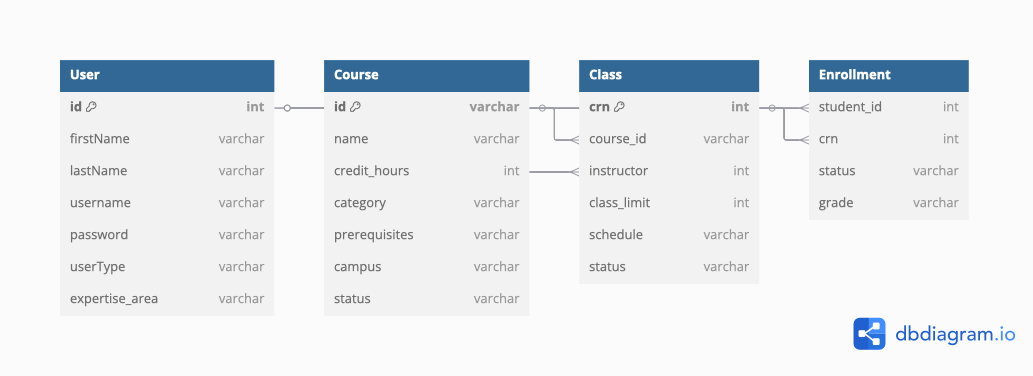 User
id int
firstName varchar
lastName varchar
username varchar
password varchar
userType varchar
expertise_area varchar
Course
id varchar
name varchar
credit_hours int
category varchar
prerequisites varchar
campus varchar
status varchar
Class
crn int
course_id varchar
instructor int
class_limit int
schedule varchar
status varchar
Enrollment
student_id int
crn int
status varchar
grade varchar
dbdiagram.io